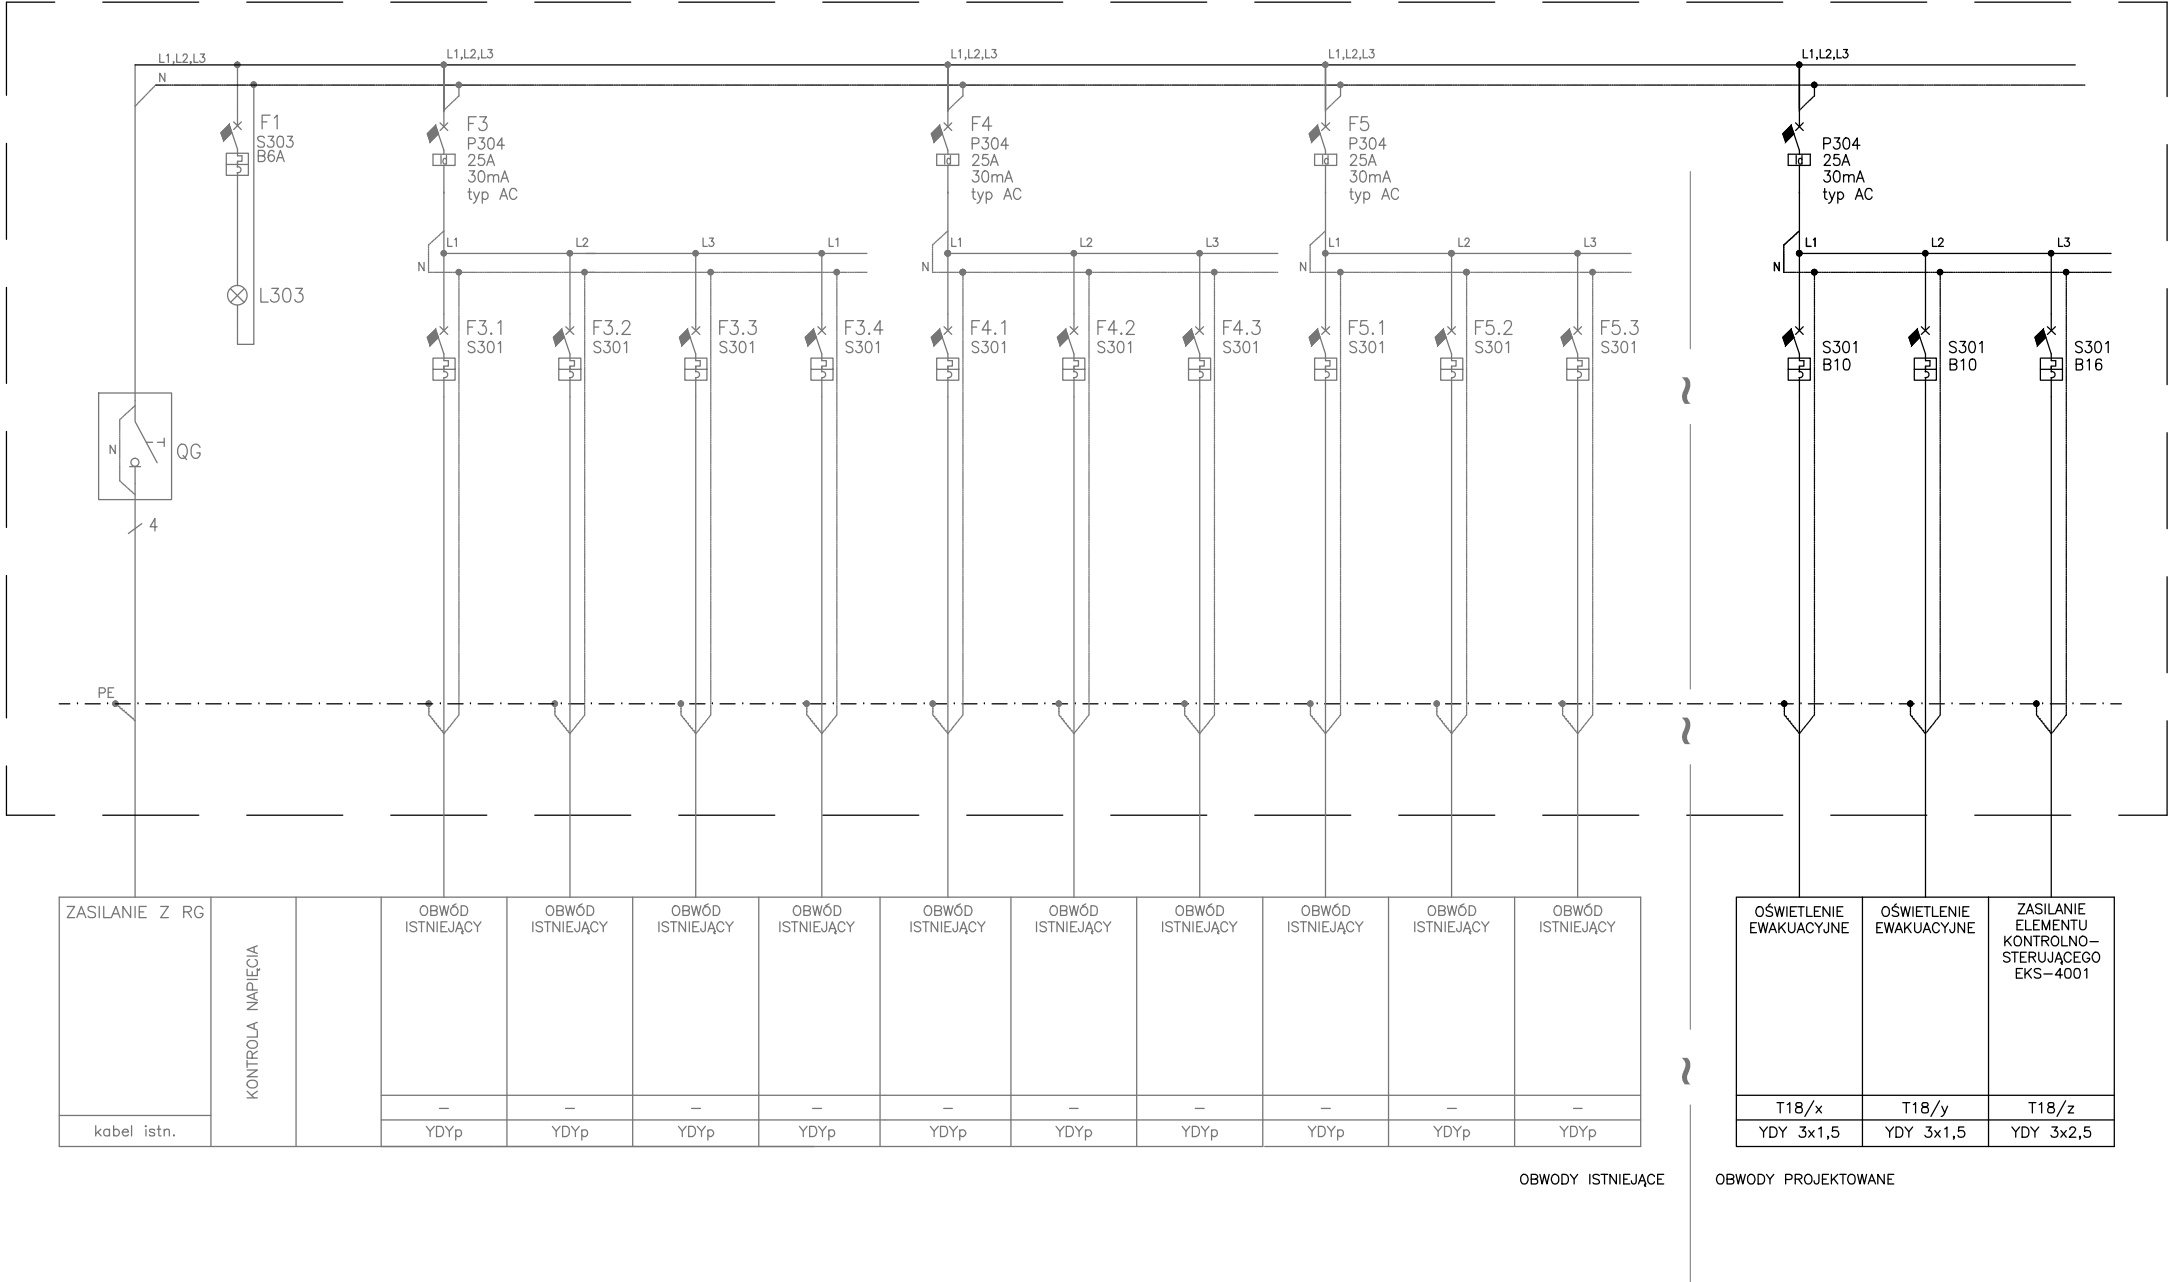 L1,L2,L3
N
L1,L2,L3
L1,L2,L3
L1,L2,L3
L1,L2,L3
F1
S303
B6A
F3
P304
25A
30mA
typ AC
F4
P304
25A
30mA
typ AC
F5
P304
25A
30mA
typ AC
P304
25A
30mA
typ AC
L1
L2
L3
L1
N
L1
L2
L3
N
L1
L2
L3
N
L1
L2
L3
N
L303
F3.1
S301
F3.2
S301
F3.3
S301
F3.4
S301
F4.1
S301
F4.2
S301
F4.3
S301
F5.1
S301
F5.2
S301
F5.3
S301
S301
B10
S301
B10
S301
B16
N
QG
4
PE
ZASILANIE Z RG
kabel istn.
KONTROLA NAPIĘCIA
OBWÓD
ISTNIEJĄCY
–
YDYp
OBWÓD
ISTNIEJĄCY
–
YDYp
OBWÓD
ISTNIEJĄCY
–
YDYp
OBWÓD
ISTNIEJĄCY
–
YDYp
OBWÓD
ISTNIEJĄCY
–
YDYp
OBWÓD
ISTNIEJĄCY
–
YDYp
OBWÓD
ISTNIEJĄCY
–
YDYp
OBWÓD
ISTNIEJĄCY
–
YDYp
OBWÓD
ISTNIEJĄCY
–
YDYp
OBWÓD
ISTNIEJĄCY
–
YDYp
OŚWIETLENIE
EWAKUACYJNE
T18/x
YDY 3x1,5
OŚWIETLENIE
EWAKUACYJNE
T18/y
YDY 3x1,5
ZASILANIE
ELEMENTU
KONTROLNO–
STERUJĄCEGO
EKS–4001
T18/z
YDY 3x2,5
OBWODY ISTNIEJĄCE
OBWODY PROJEKTOWANE